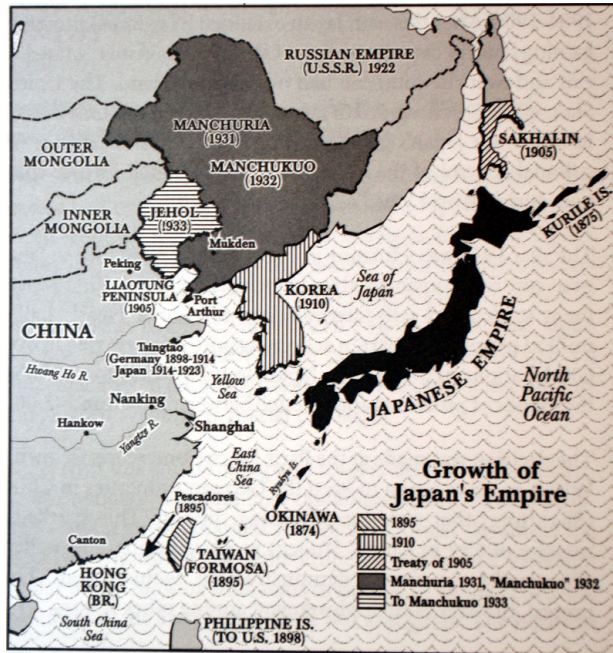 RUSSIAN EMPIRE
(U.S.S.R.) 1922
MANCHURIA
(1931)
MANCHUKUO
(1932)
OUTER
MONGOLIA
SAKHALIN
(1905)
INNER
MONGOLIA
JEHOL
(!933)
KURILE IS.
(1875)
Mukden
Peking
LIAOTUNG
PENINSULA
(1905)
Port
Arthur
KOREA
(1910)
Sea of
Japan
CHINA
Tsingtao
(Germany 1898-1914
Japan 1914-1923)
Hwang Ho R.
Yellow
Sea
JAPANESE EMPIRE
North
Pacific
Ocean
Nanking
Hankow
Yangtze R.
Shanghai
East
China
Sea
Ryukyu Is.
Pescadores
(1895)
OKINAWA
(1874)
Canton
TAIWAN
(FORMOSA)
(1895)
HONG
KONG
(BR.)
South China
Sea
PHILIPPINE IS.
(TO U.S. 1898)
Growth of
Japan's Empire
1895
1910
Treaty of 1905
Manchuria 1931, "Manchukuo" 1932
To Manchukuo 1933